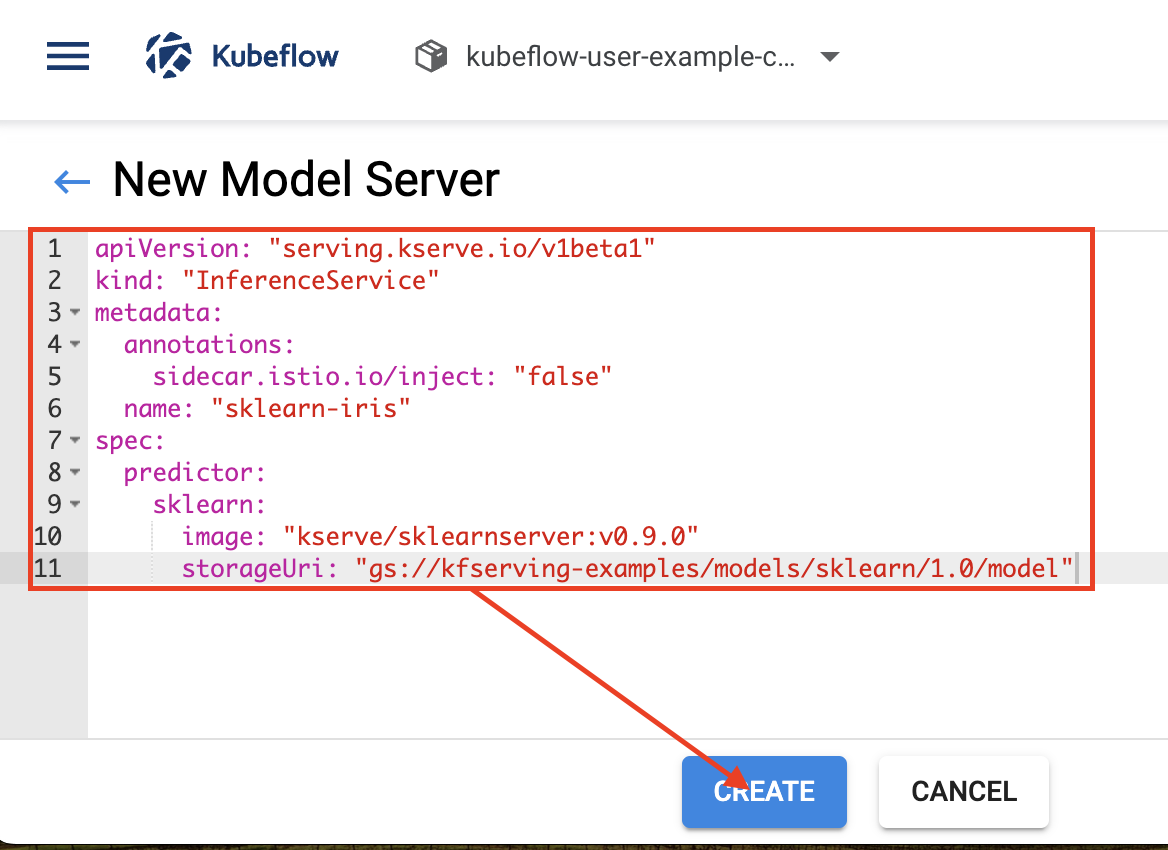 Kubeflow kubeflow-user-example-c...
New Model Server
1 apiVersion: "serving.kserve.io/v1beta1"
2 kind: "InferenceService"
3 metadata:
4 annotations:
5 sidecar.istio.io/inject: "false"
6 name: "sklearn-iris"
7 spec:
8 predictor:
9 sklearn:
10 image: "kserve/sklearnserver:v0.9.0"
11 storageUri: "gs://kfserving-examples/models/sklearn/1.0/model"
CREATE CANCEL